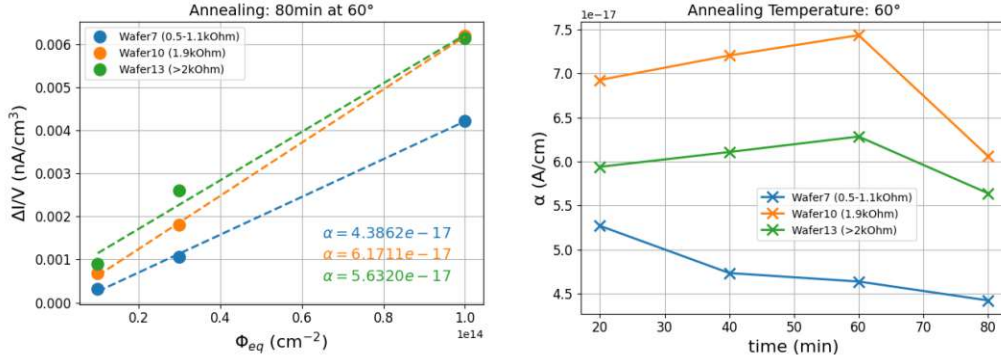 Annealing: 80min at 60°
0.006
0.005
0.004
0.003
0.002
0.001
0.000
ΔI/V (nA/cm³)
Wafer7 (0.5-1.1kOhm)
Wafer10 (1.9kOhm)
Wafer13 (>2kOhm)
α = 4.3862e − 17
α = 6.1711e − 17
α = 5.6320e − 17
0.2 0.4 0.6 0.8 1.0
1e14
Φeq (cm⁻²)
Annealing Temperature: 60°
1e−17
7.5
7.0
6.5
6.0
5.5
5.0
4.5
α (A/cm)
Wafer7 (0.5-1.1kOhm)
Wafer10 (1.9kOhm)
Wafer13 (>2kOhm)
20 30 40 50 60 70 80
time (min)